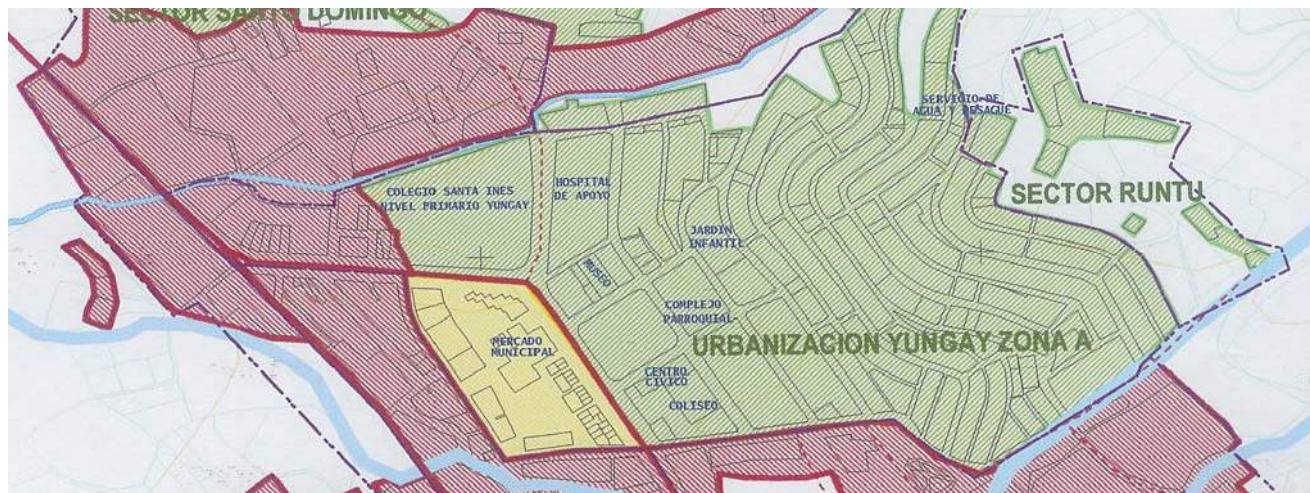 SECTOR SANTO DOMINGO
SERVICIO DE
AGUA Y DESAGUE
COLEGIO SANTA INES
NIVEL PRIMARIO YUNGAY
HOSPITAL
DE APOYO
SECTOR RUNTU
JARDIN
INFANTIL
MUSEO
COMPLEJO
PARROQUIAL
MERCADO
MUNICIPAL
URBANIZACION YUNGAY ZONA A
CENTRO
CIVICO
COLISEO